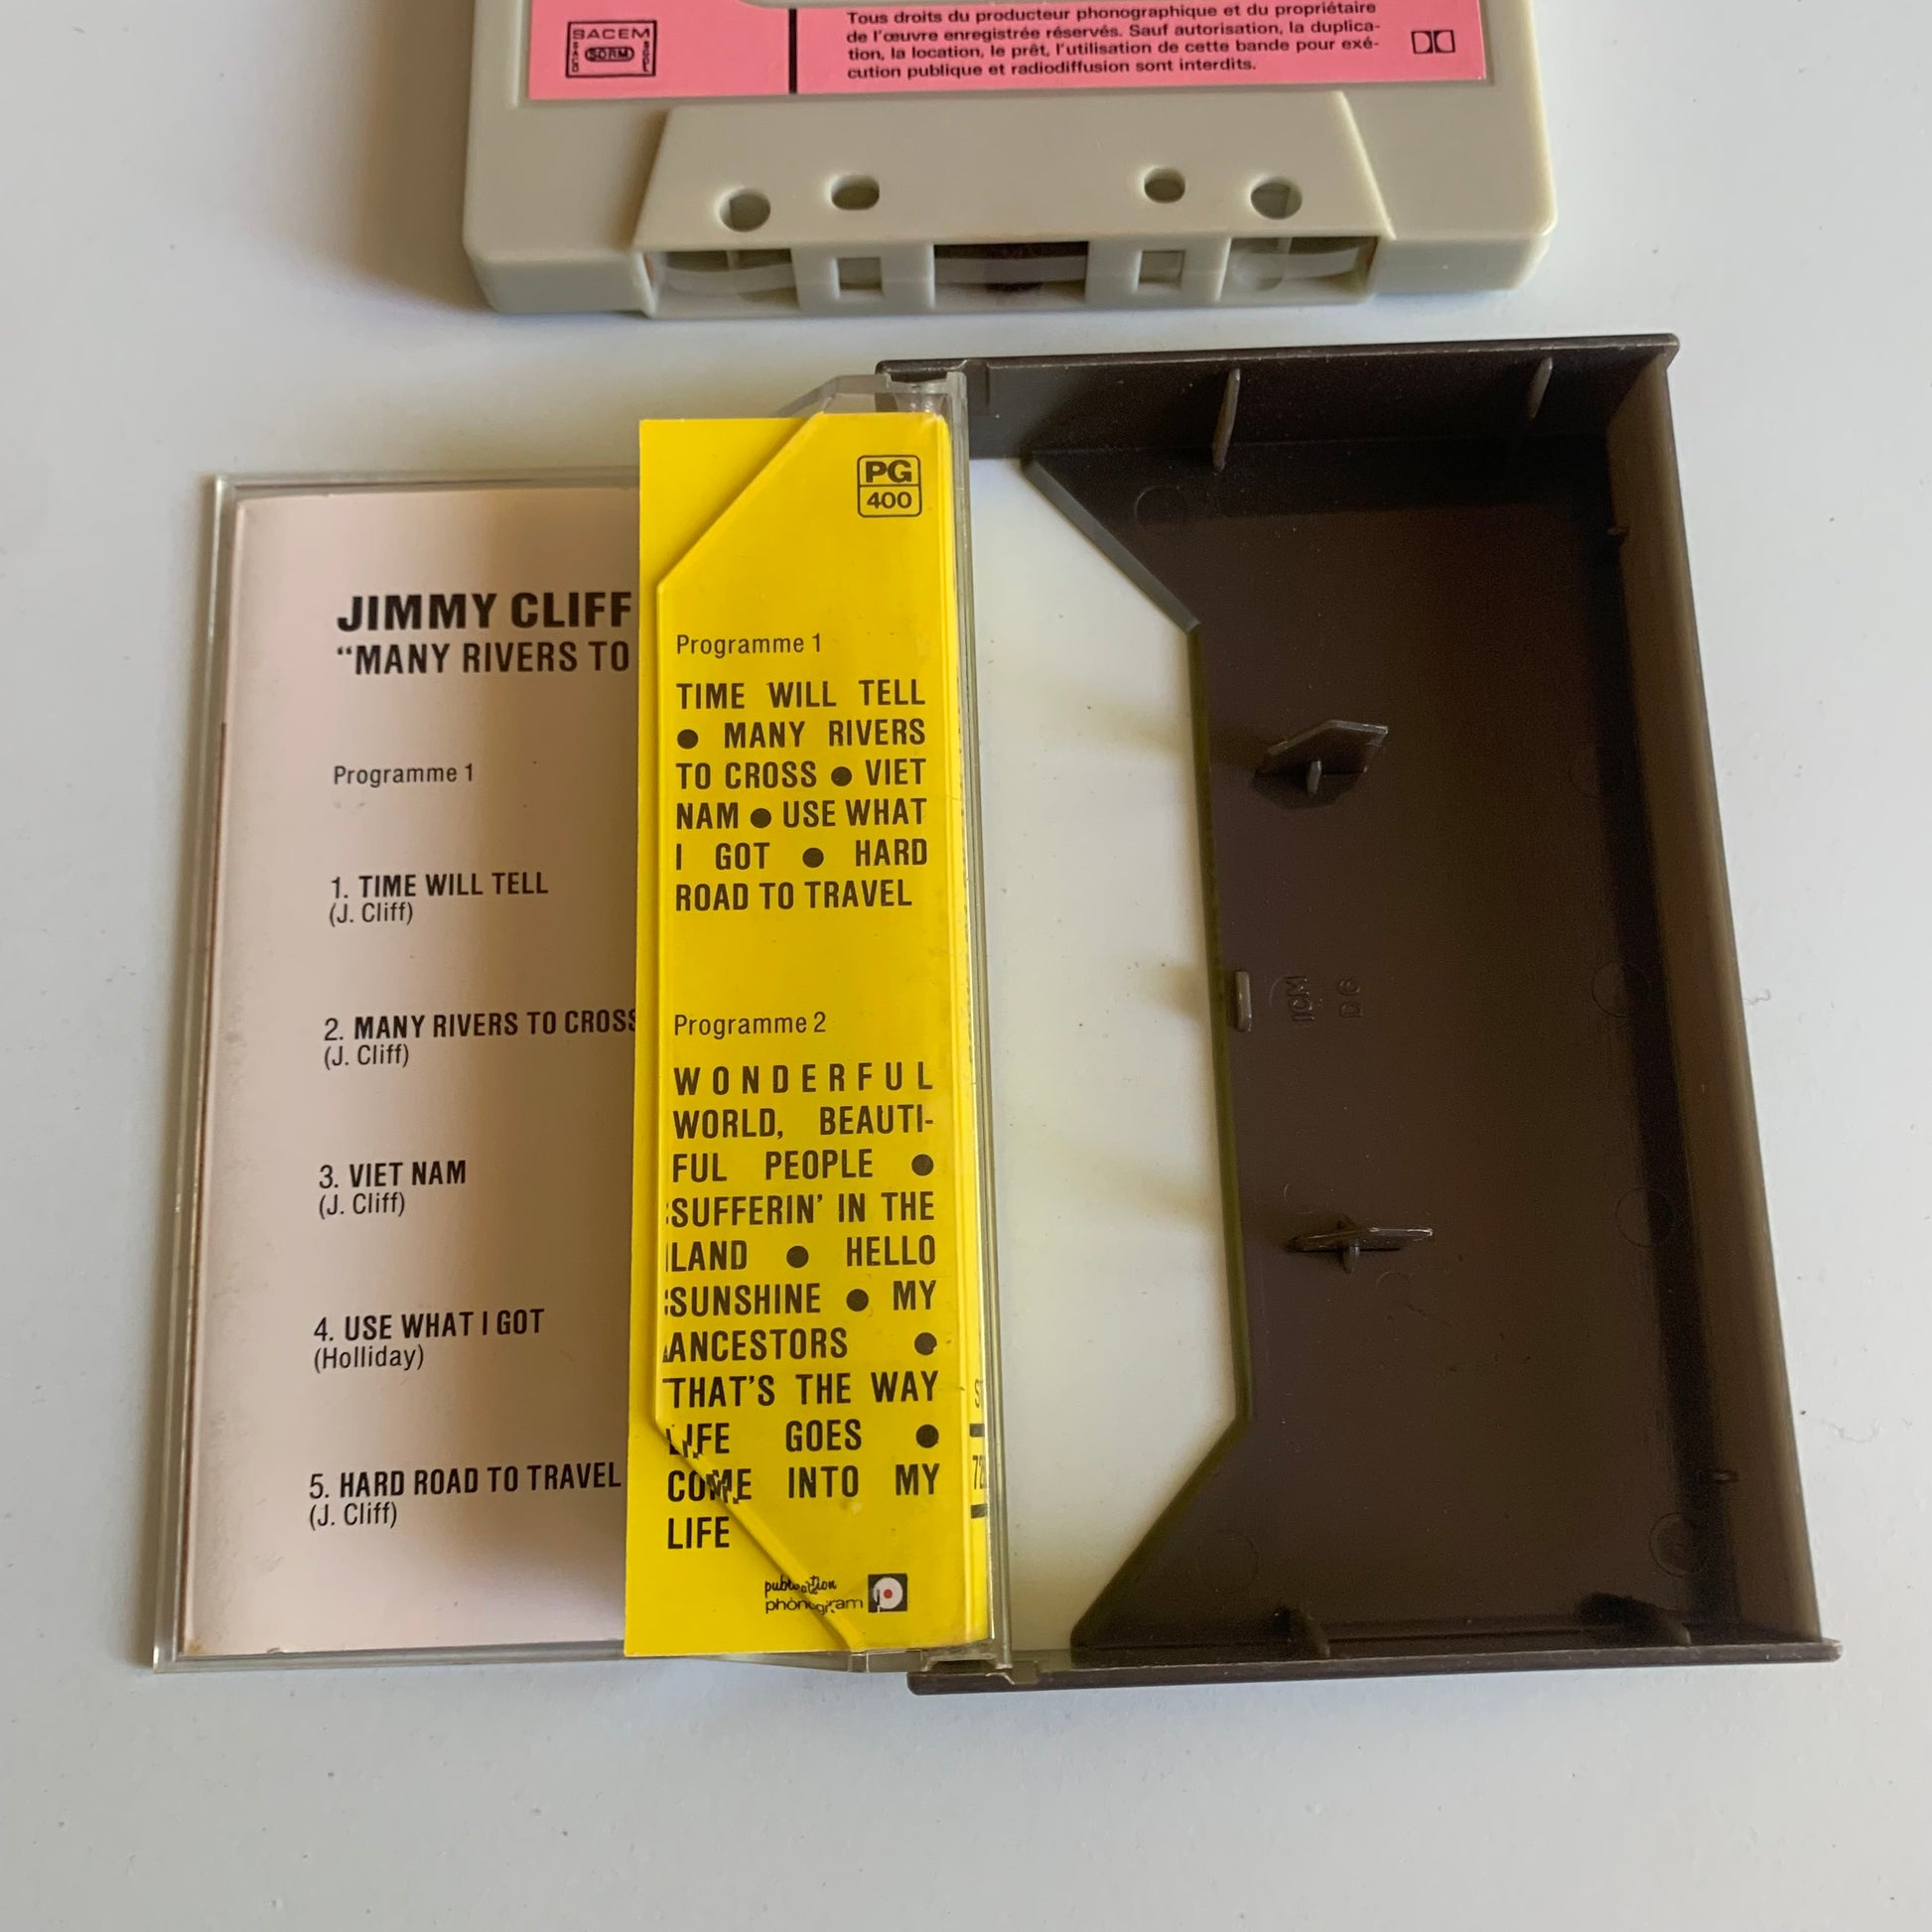 SACEM
SACD
SDRM
SGDL
Tous droits du producteur phonographique et du propriétaire
de l'œuvre enregistrée réservés. Sauf autorisation, la duplica-
tion, la location, le prêt, l'utilisation de cette bande pour exé-
cution publique et radiodiffusion sont interdits.
JIMMY CLIFF
“MANY RIVERS TO
Programme 1
1. TIME WILL TELL
(J. Cliff)
2. MANY RIVERS TO CROSS
(J. Cliff)
3. VIET NAM
(J. Cliff)
4. USE WHAT I GOT
(Holliday)
5. HARD ROAD TO TRAVEL
(J. Cliff)
PG
400
Programme 1
TIME WILL TELL
● MANY RIVERS
TO CROSS ● VIET
NAM ● USE WHAT
I GOT ● HARD
ROAD TO TRAVEL
Programme 2
WONDERFUL
WORLD, BEAUTI-
FUL PEOPLE ●
SUFFERIN' IN THE
LAND ● HELLO
SUNSHINE ● MY
ANCESTORS ●
THAT'S THE WAY
LIFE GOES ●
COME INTO MY
LIFE
publication
phonogram